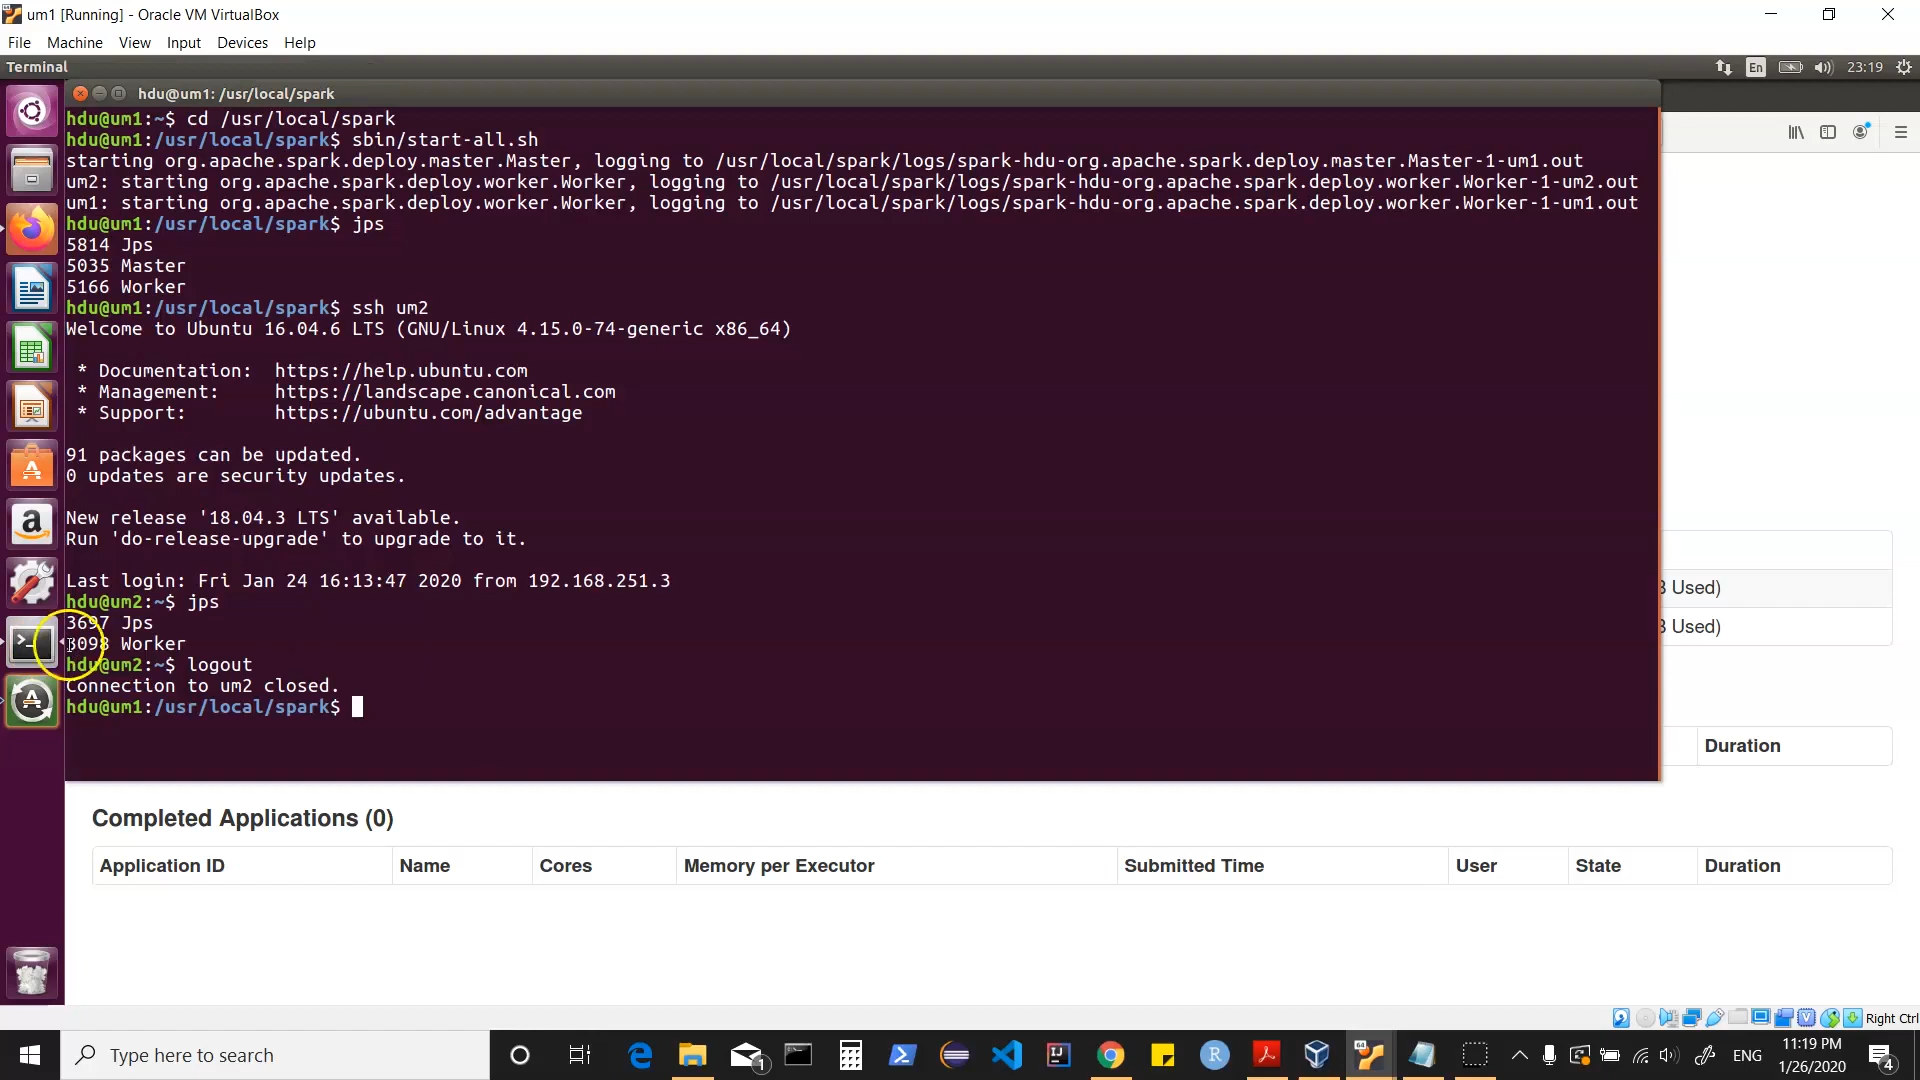 um1 [Running] - Oracle VM VirtualBox
File Machine View Input Devices Help
Terminal
En 23:19
hdu@um1: /usr/local/spark
hdu@um1:~$ cd /usr/local/spark
hdu@um1:/usr/local/spark$ sbin/start-all.sh
starting org.apache.spark.deploy.master.Master, logging to /usr/local/spark/logs/spark-hdu-org.apache.spark.deploy.master.Master-1-um1.out
um2: starting org.apache.spark.deploy.worker.Worker, logging to /usr/local/spark/logs/spark-hdu-org.apache.spark.deploy.worker.Worker-1-um2.out
um1: starting org.apache.spark.deploy.worker.Worker, logging to /usr/local/spark/logs/spark-hdu-org.apache.spark.deploy.worker.Worker-1-um1.out
hdu@um1:/usr/local/spark$ jps
5814 Jps
5035 Master
5166 Worker
hdu@um1:/usr/local/spark$ ssh um2
Welcome to Ubuntu 16.04.6 LTS (GNU/Linux 4.15.0-74-generic x86_64)
* Documentation: https://help.ubuntu.com
* Management: https://landscape.canonical.com
* Support: https://ubuntu.com/advantage
91 packages can be updated.
0 updates are security updates.
New release '18.04.3 LTS' available.
Run 'do-release-upgrade' to upgrade to it.
Last login: Fri Jan 24 16:13:47 2020 from 192.168.251.3
hdu@um2:~$ jps
3697 Jps
3098 Worker
hdu@um2:~$ logout
Connection to um2 closed.
hdu@um1:/usr/local/spark$
Used)
Used)
Duration
Completed Applications (0)
Application ID Name Cores Memory per Executor Submitted Time User State Duration
Right Ctrl
Type here to search
1
64
ENG
11:19 PM
1/26/2020
4